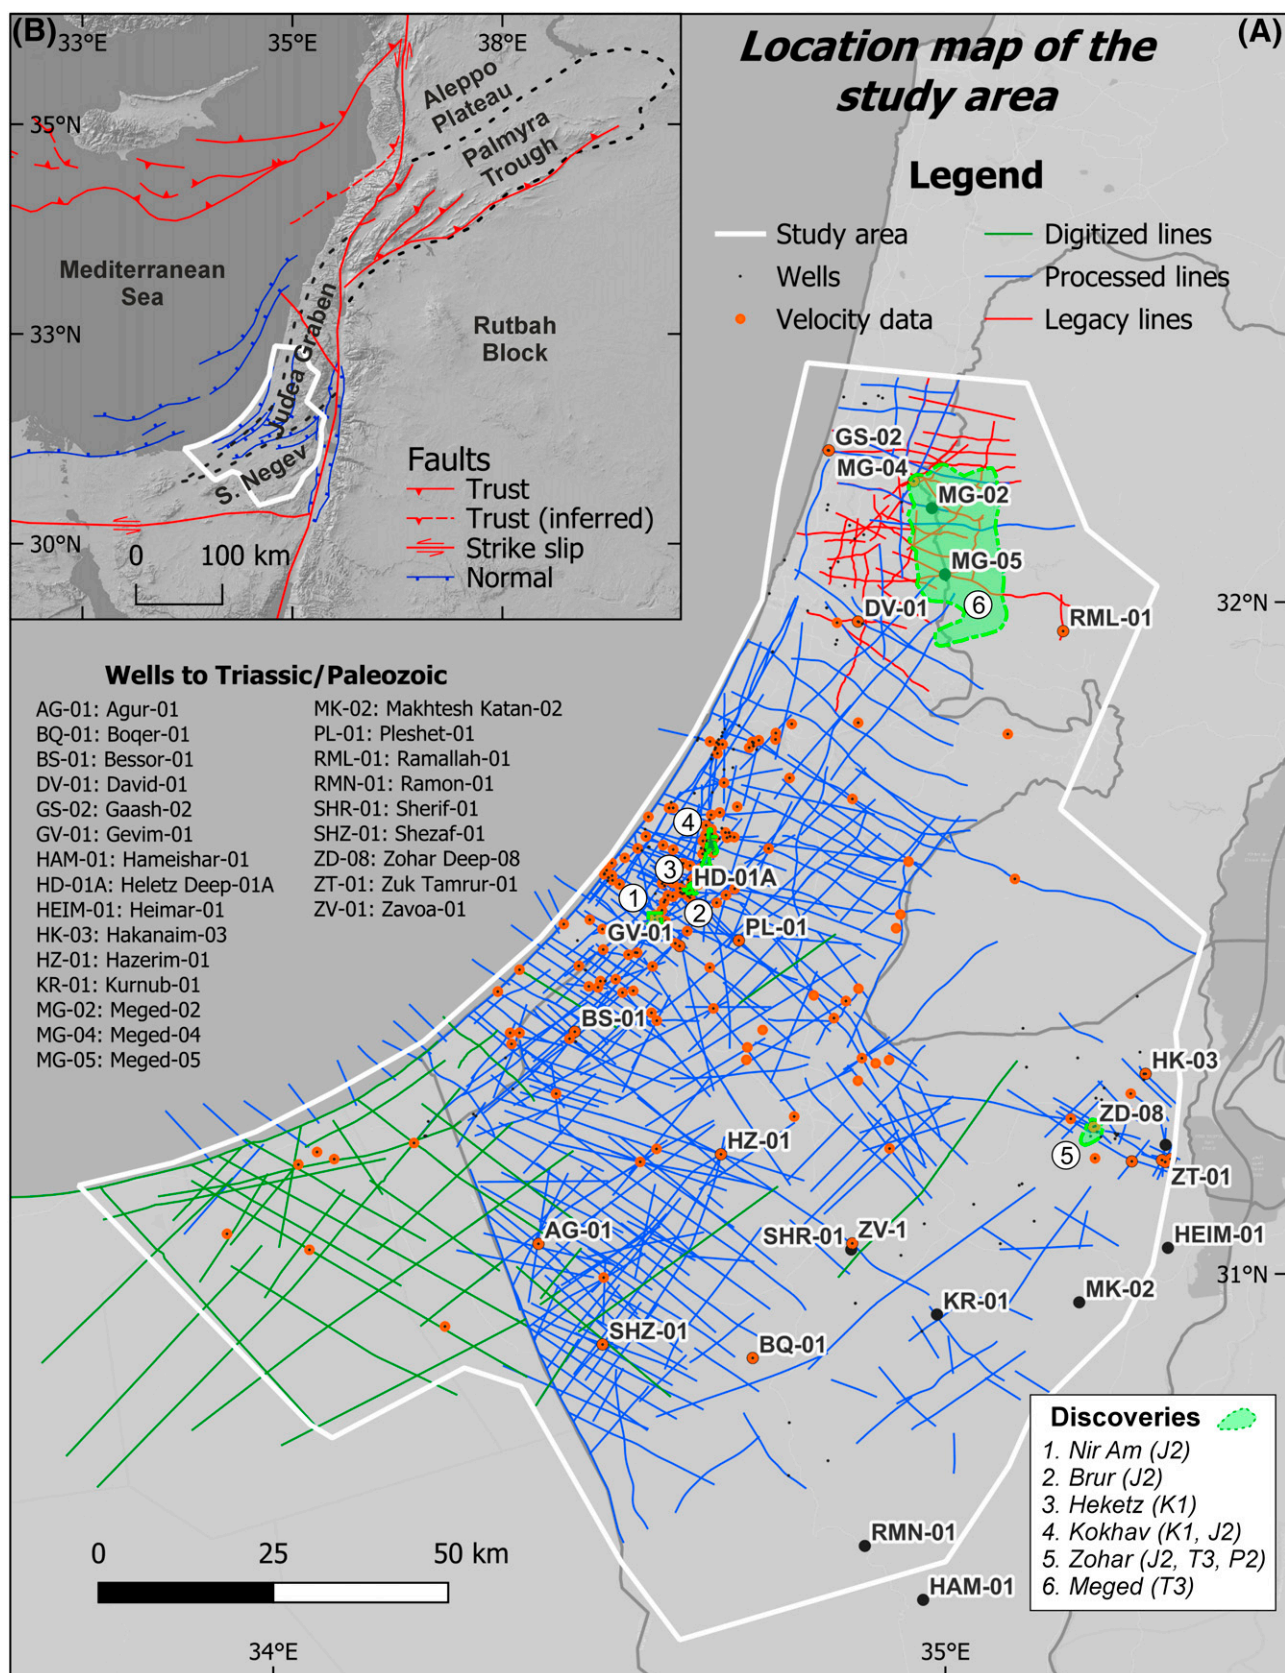 (B)
33°E
35°E
38°E
35°N
33°N
30°N
Aleppo
Plateau
Palmyra
Trough
Mediterranean
Sea
Judea Graben
Rutbah
Block
S. Negev
Faults
Trust
Trust (inferred)
Strike slip
Normal
0 100 km
(A)
Location map of the
study area
Legend
Study area
Wells
Velocity data
Digitized lines
Processed lines
Legacy lines
GS-02
MG-04
MG-02
MG-05
6
DV-01
RML-01
32°N
Wells to Triassic/Paleozoic
AG-01: Agur-01
BQ-01: Boqer-01
BS-01: Bessor-01
DV-01: David-01
GS-02: Gaash-02
GV-01: Gevim-01
HAM-01: Hameishar-01
HD-01A: Heletz Deep-01A
HEIM-01: Heimar-01
HK-03: Hakanaim-03
HZ-01: Hazerim-01
KR-01: Kurnub-01
MG-02: Meged-02
MG-04: Meged-04
MG-05: Meged-05
MK-02: Makhtesh Katan-02
PL-01: Pleshet-01
RML-01: Ramallah-01
RMN-01: Ramon-01
SHR-01: Sherif-01
SHZ-01: Shezaf-01
ZD-08: Zohar Deep-08
ZT-01: Zuk Tamrur-01
ZV-01: Zavoa-01
4
3
HD-01A
1
2
GV-01
PL-01
BS-01
HK-03
ZD-08
HZ-01
5
ZT-01
AG-01
SHR-01
ZV-1
HEIM-01
31°N
MK-02
KR-01
SHZ-01
BQ-01
RMN-01
HAM-01
Discoveries
1. Nir Am (J2)
2. Brur (J2)
3. Heketz (K1)
4. Kokhav (K1, J2)
5. Zohar (J2, T3, P2)
6. Meged (T3)
0 25 50 km
34°E
35°E